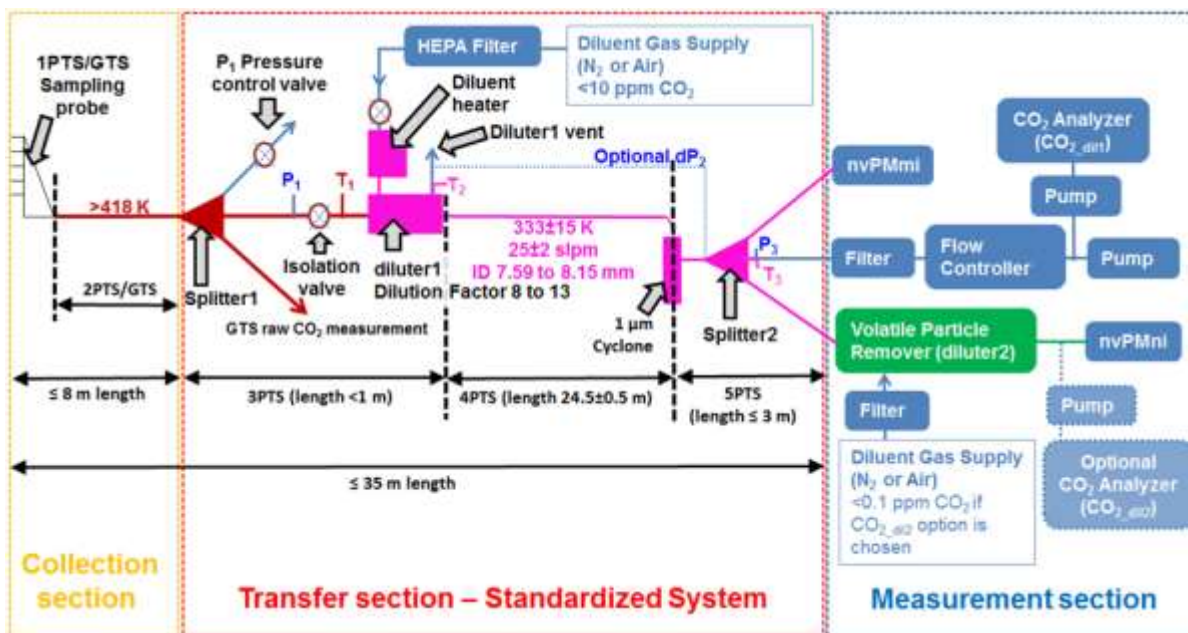 1PTS/GTS
Sampling
probe
P1 Pressure
control valve
HEPA Filter
Diluent Gas Supply
(N2 or Air)
<10 ppm CO2
Diluent
heater
Diluter1 vent
Optional dP2
CO2 Analyzer
(CO2_dil1)
nvPMmi
Pump
>418 K
P1
T1
T2
333±15 K
25±2 slpm
ID 7.59 to 8.15 mm
P3
T3
Filter
Flow
Controller
Pump
2PTS/GTS
Splitter1
Isolation
valve
diluter1
Dilution Factor 8 to 13
GTS raw CO2 measurement
1 µm
Cyclone
Splitter2
Volatile Particle
Remover (diluter2)
nvPMni
≤ 8 m length
3PTS (length <1 m)
4PTS (length 24.5±0.5 m)
5PTS
(length ≤ 3 m)
Filter
Pump
≤ 35 m length
Diluent Gas Supply
(N2 or Air)
<0.1 ppm CO2 if
CO2_dil2 option is
chosen
Optional
CO2 Analyzer
(CO2_dil2)
Collection
section
Transfer section – Standardized System
Measurement section